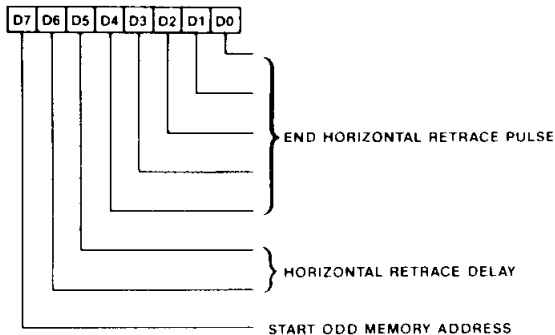 D7 D6 D5 D4 D3 D2 D1 D0
END HORIZONTAL RETRACE PULSE
HORIZONTAL RETRACE DELAY
START ODD MEMORY ADDRESS